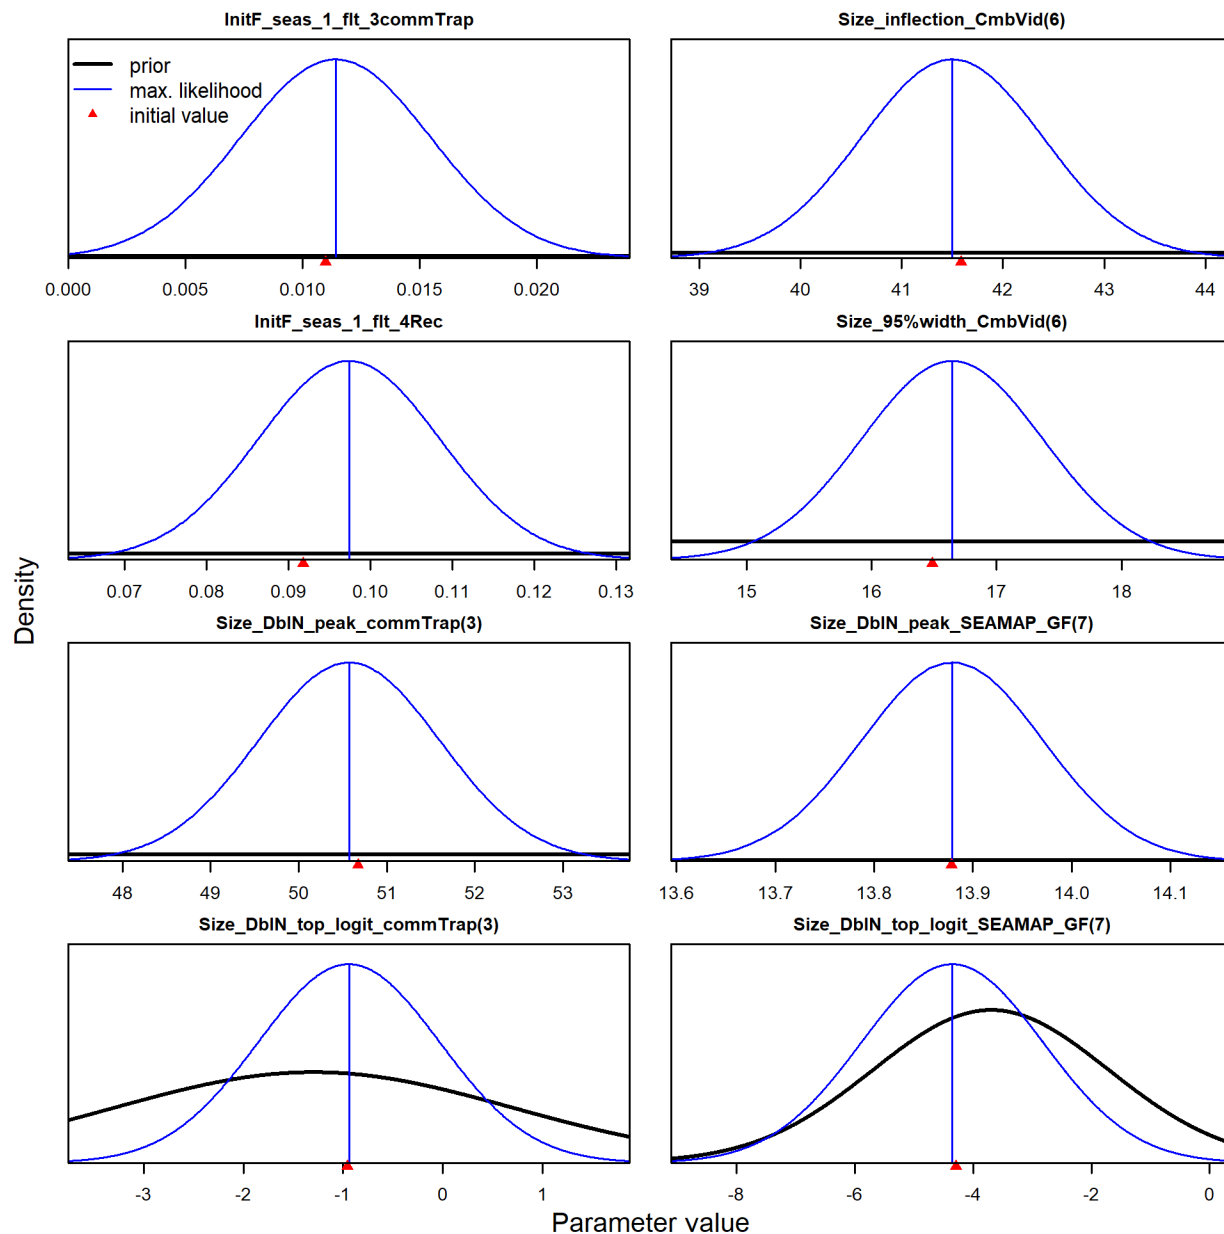 InitF_seas_1_flt_3commTrap
prior
max. likelihood
initial value
0.000 0.005 0.010 0.015 0.020
Size_inflection_CmbVid(6)
39 40 41 42 43 44
InitF_seas_1_flt_4Rec
0.07 0.08 0.09 0.10 0.11 0.12 0.13
Size_95%width_CmbVid(6)
15 16 17 18
Size_DblN_peak_commTrap(3)
48 49 50 51 52 53
Size_DblN_peak_SEAMAP_GF(7)
13.6 13.7 13.8 13.9 14.0 14.1
Size_DblN_top_logit_commTrap(3)
-3 -2 -1 0 1
Size_DblN_top_logit_SEAMAP_GF(7)
-8 -6 -4 -2 0
Density
Parameter value